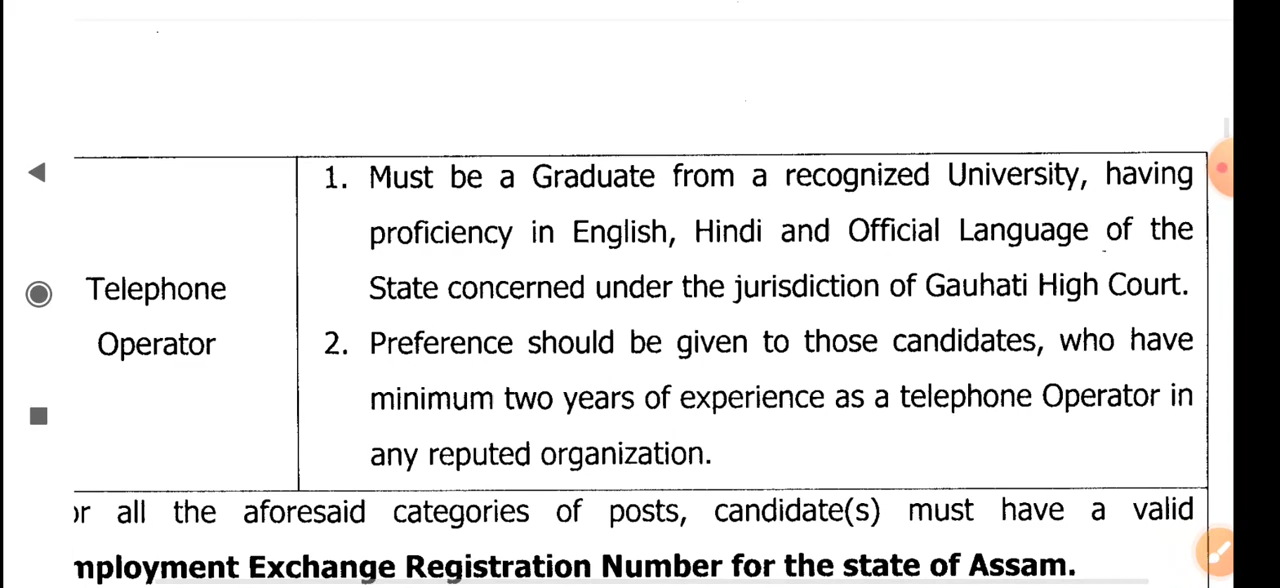 1. Must be a Graduate from a recognized University, having
proficiency in English, Hindi and Official Language of the
State concerned under the jurisdiction of Gauhati High Court.
Telephone
Operator
2. Preference should be given to those candidates, who have
minimum two years of experience as a telephone Operator in
any reputed organization.
all the aforesaid categories of posts, candidate(s) must have a valid
Exchange Registration Number for the state of Assam.